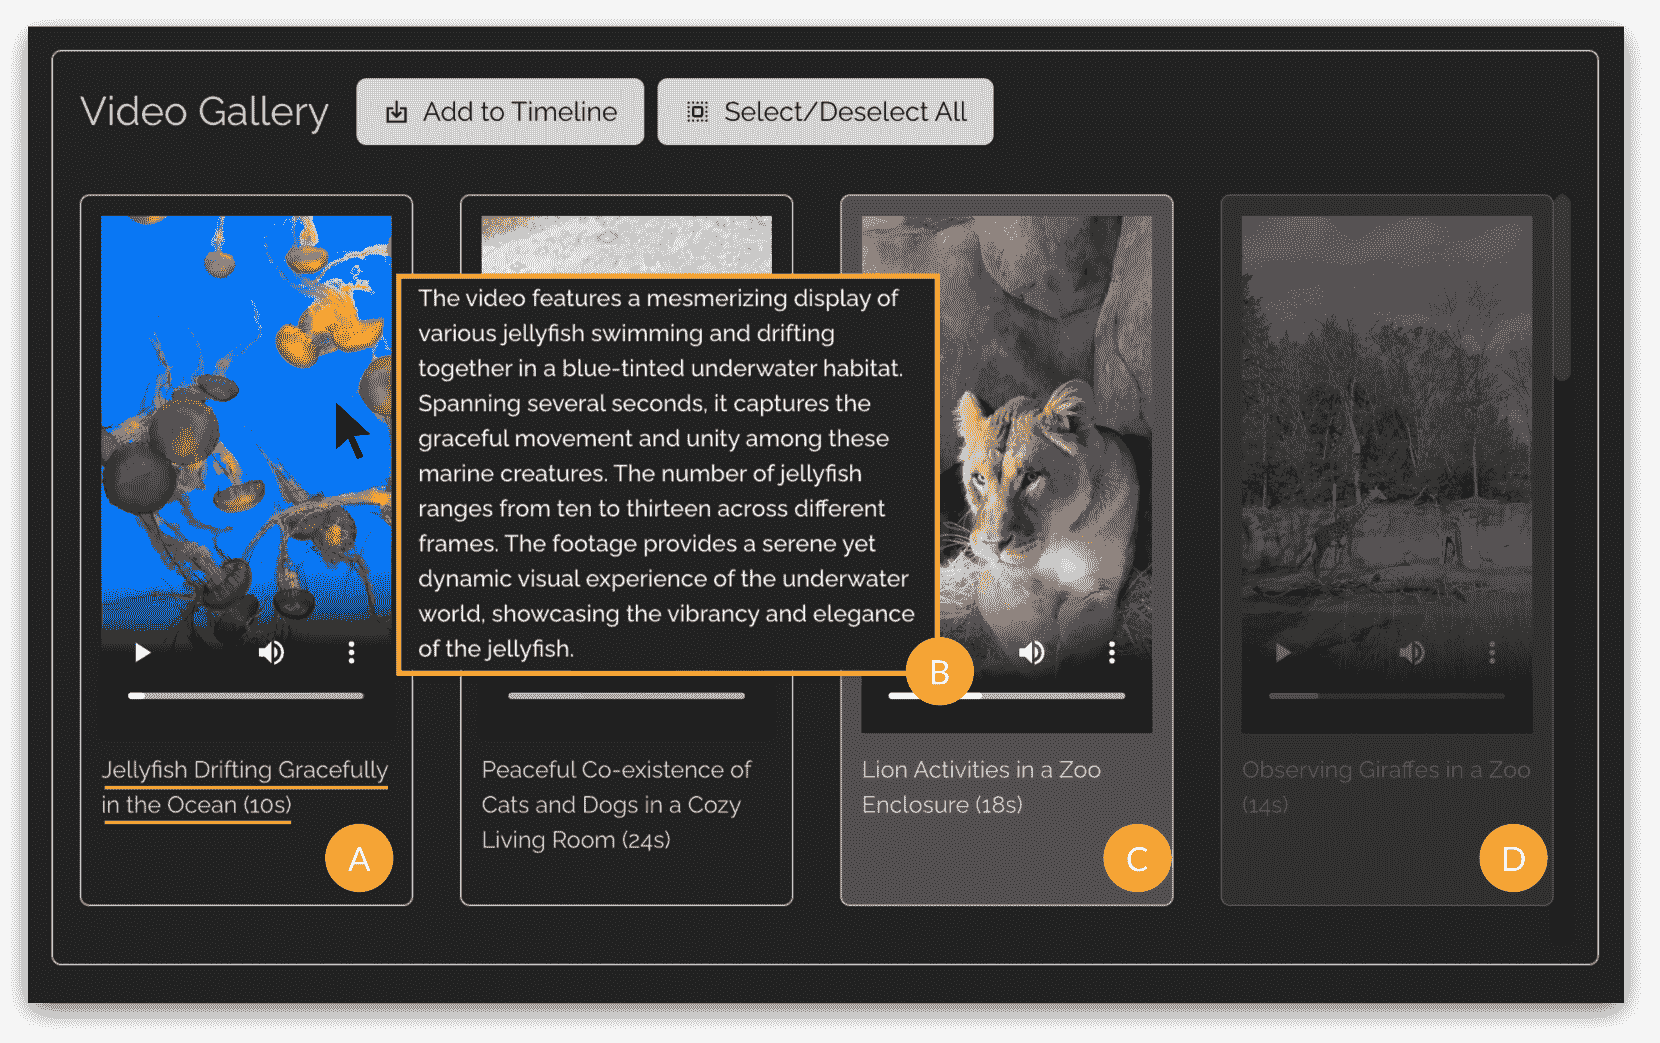 Video Gallery
Add to Timeline
Select/Deselect All
The video features a mesmerizing display of
various jellyfish swimming and drifting
together in a blue-tinted underwater habitat.
Spanning several seconds, it captures the
graceful movement and unity among these
marine creatures. The number of jellyfish
ranges from ten to thirteen across different
frames. The footage provides a serene yet
dynamic visual experience of the underwater
world, showcasing the vibrancy and elegance
of the jellyfish.
B
Jellyfish Drifting Gracefully
in the Ocean (10s)
A
Peaceful Co-existence of
Cats and Dogs in a Cozy
Living Room (24s)
Lion Activities in a Zoo
Enclosure (18s)
C
Observing Giraffes in a Zoo
(14s)
D